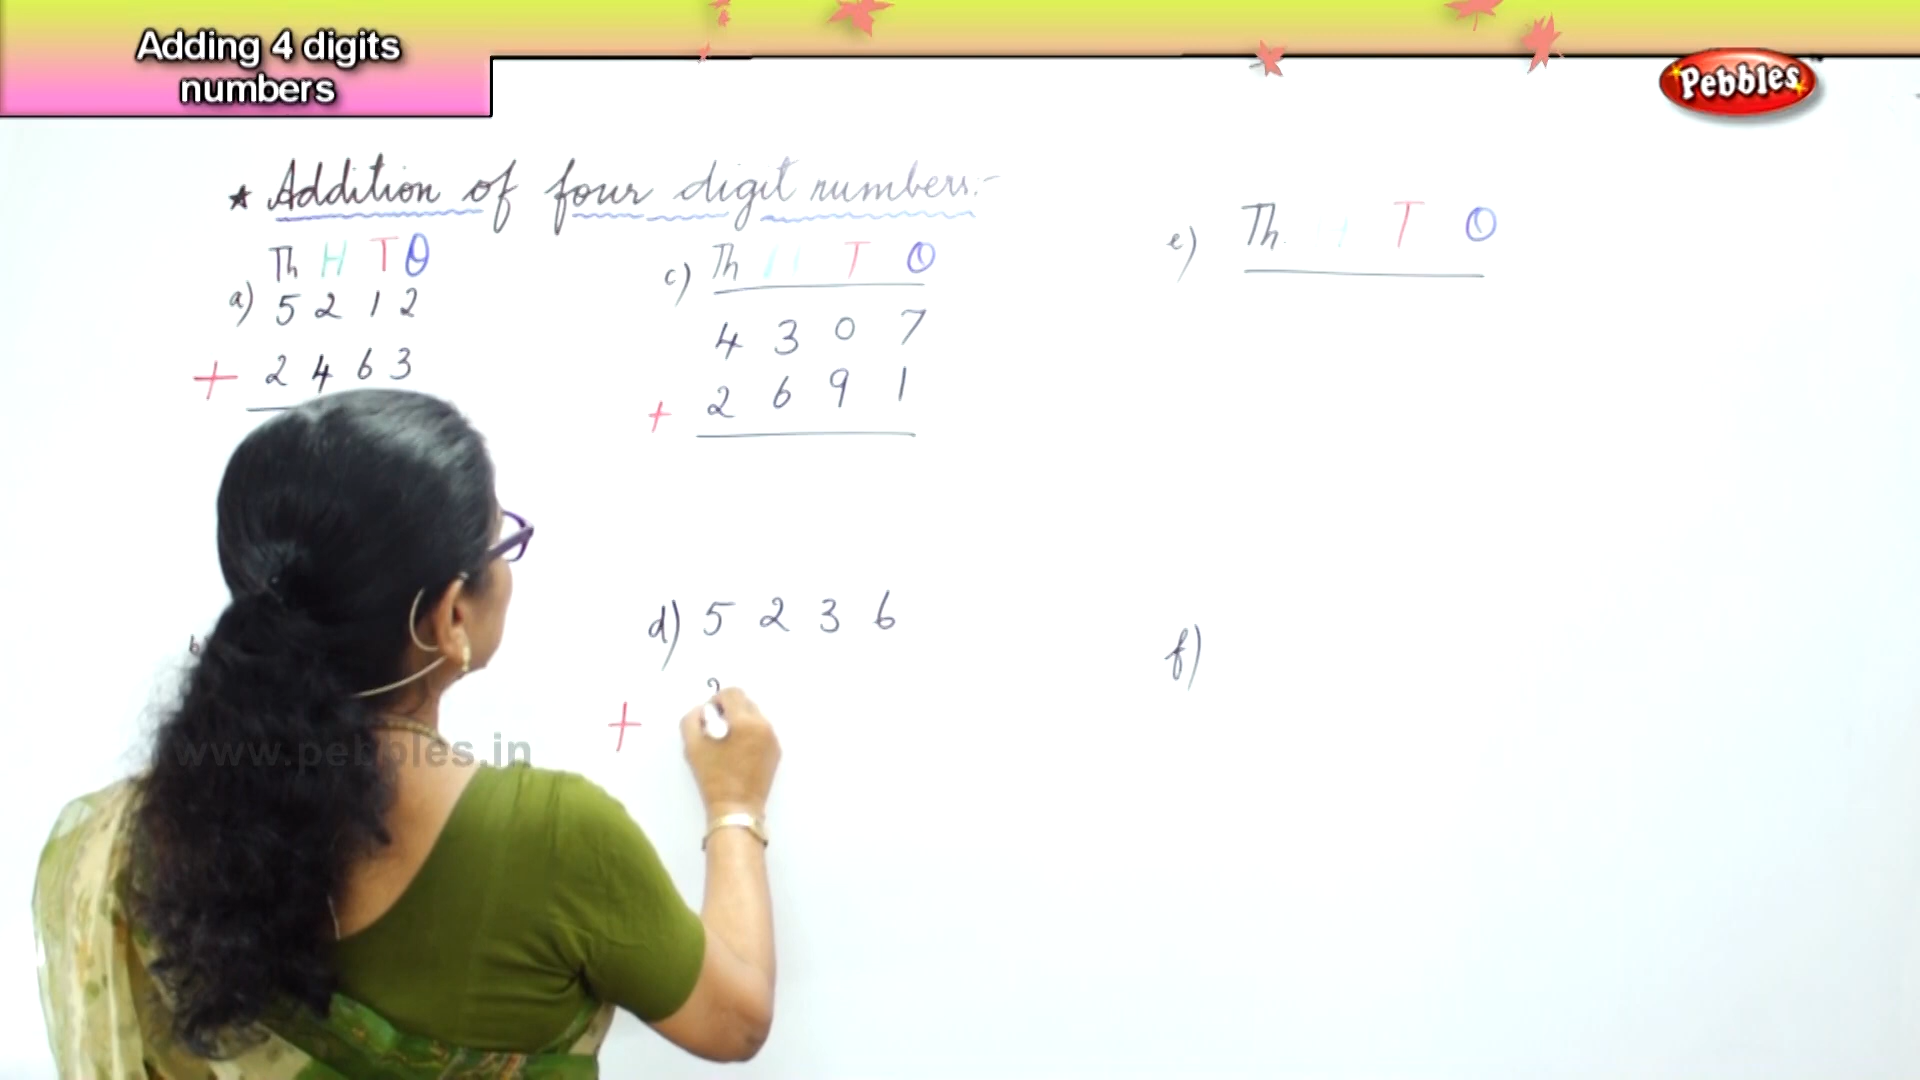 Adding 4 digits
numbers
Pebbles
* Addition of four digit numbers:-
Th H T O
a) 5 2 1 2
+ 2 4 6 3
c) Th H T O
4 3 0 7
+ 2 6 9 1
d) 5 2 3 6
+
e) Th H T O
f)
www.pebbles.in